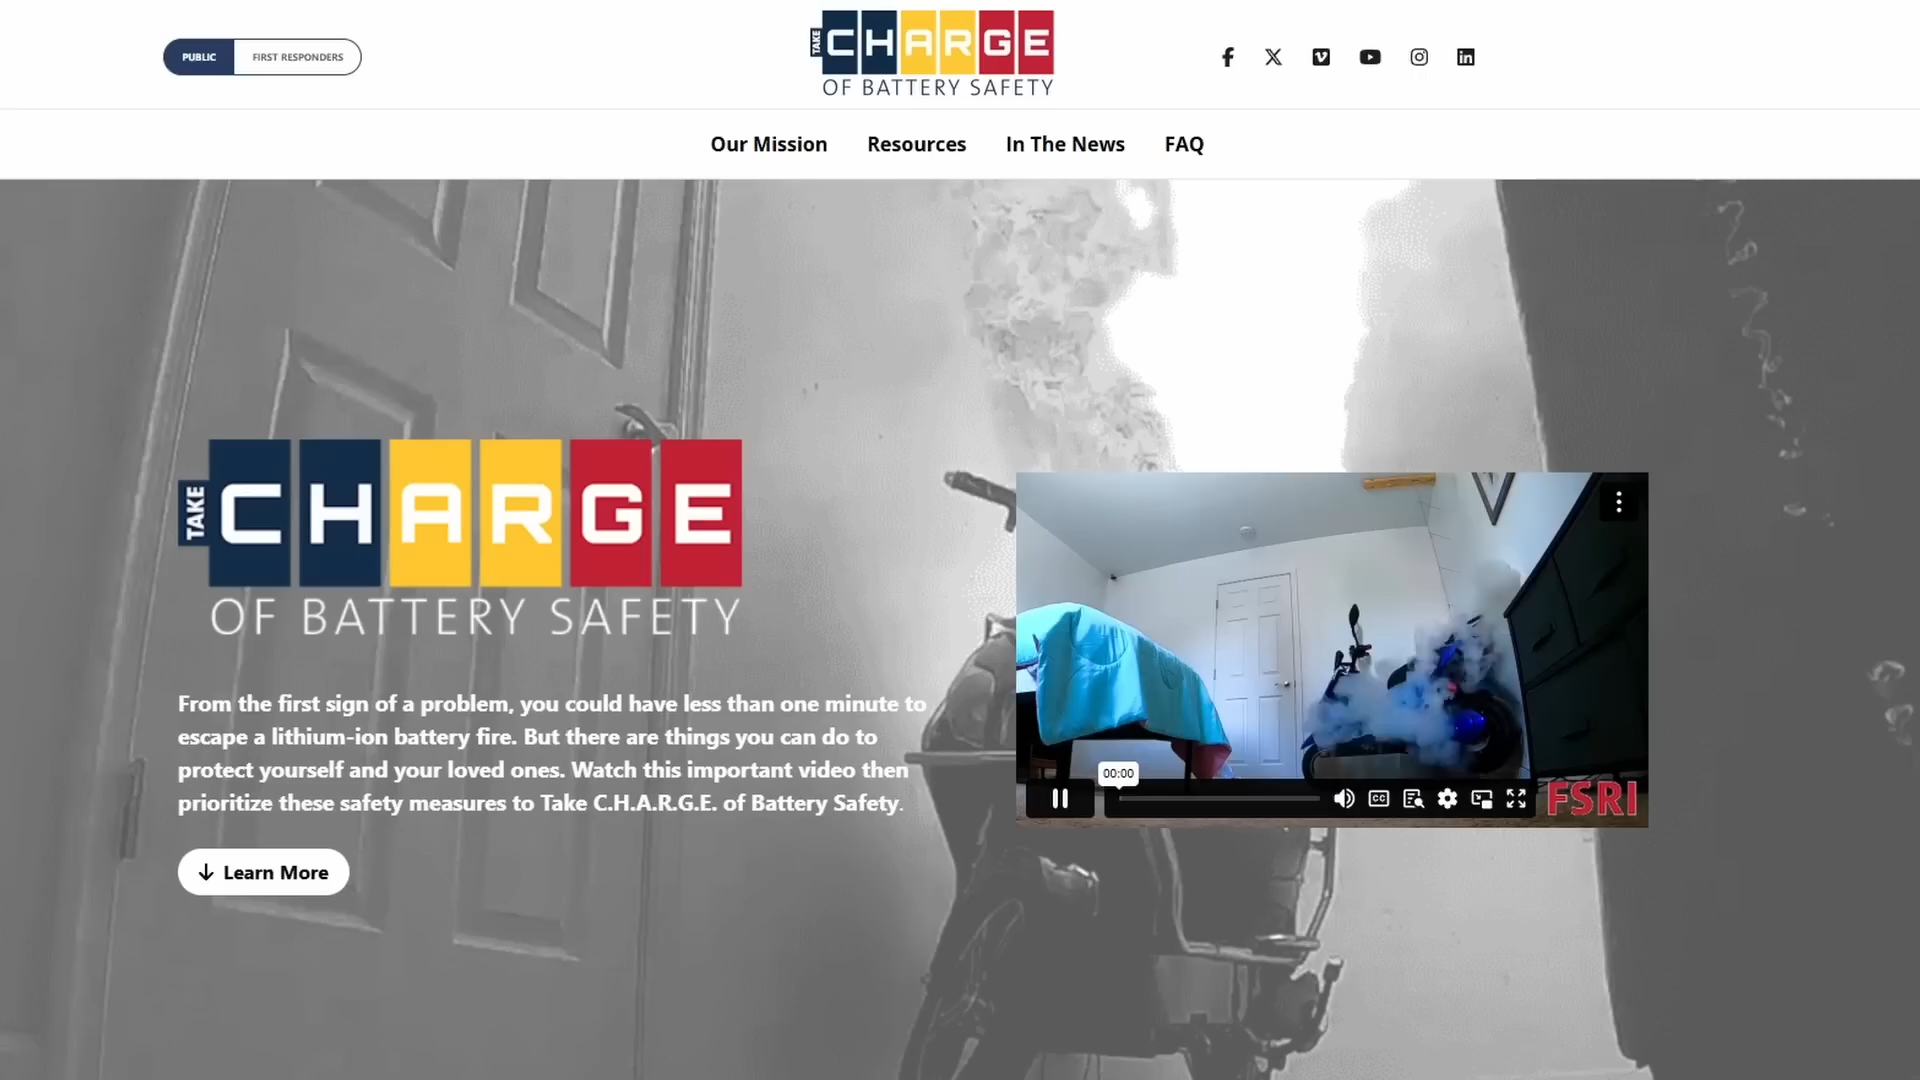 PUBLIC
FIRST RESPONDERS
TAKE CHARGE
OF BATTERY SAFETY
Our Mission
Resources
In The News
FAQ
TAKE CHARGE
OF BATTERY SAFETY
From the first sign of a problem, you could have less than one minute to
escape a lithium-ion battery fire. But there are things you can do to
protect yourself and your loved ones. Watch this important video then
prioritize these safety measures to Take C.H.A.R.G.E. of Battery Safety.
Learn More
00:00
CC
FSRI